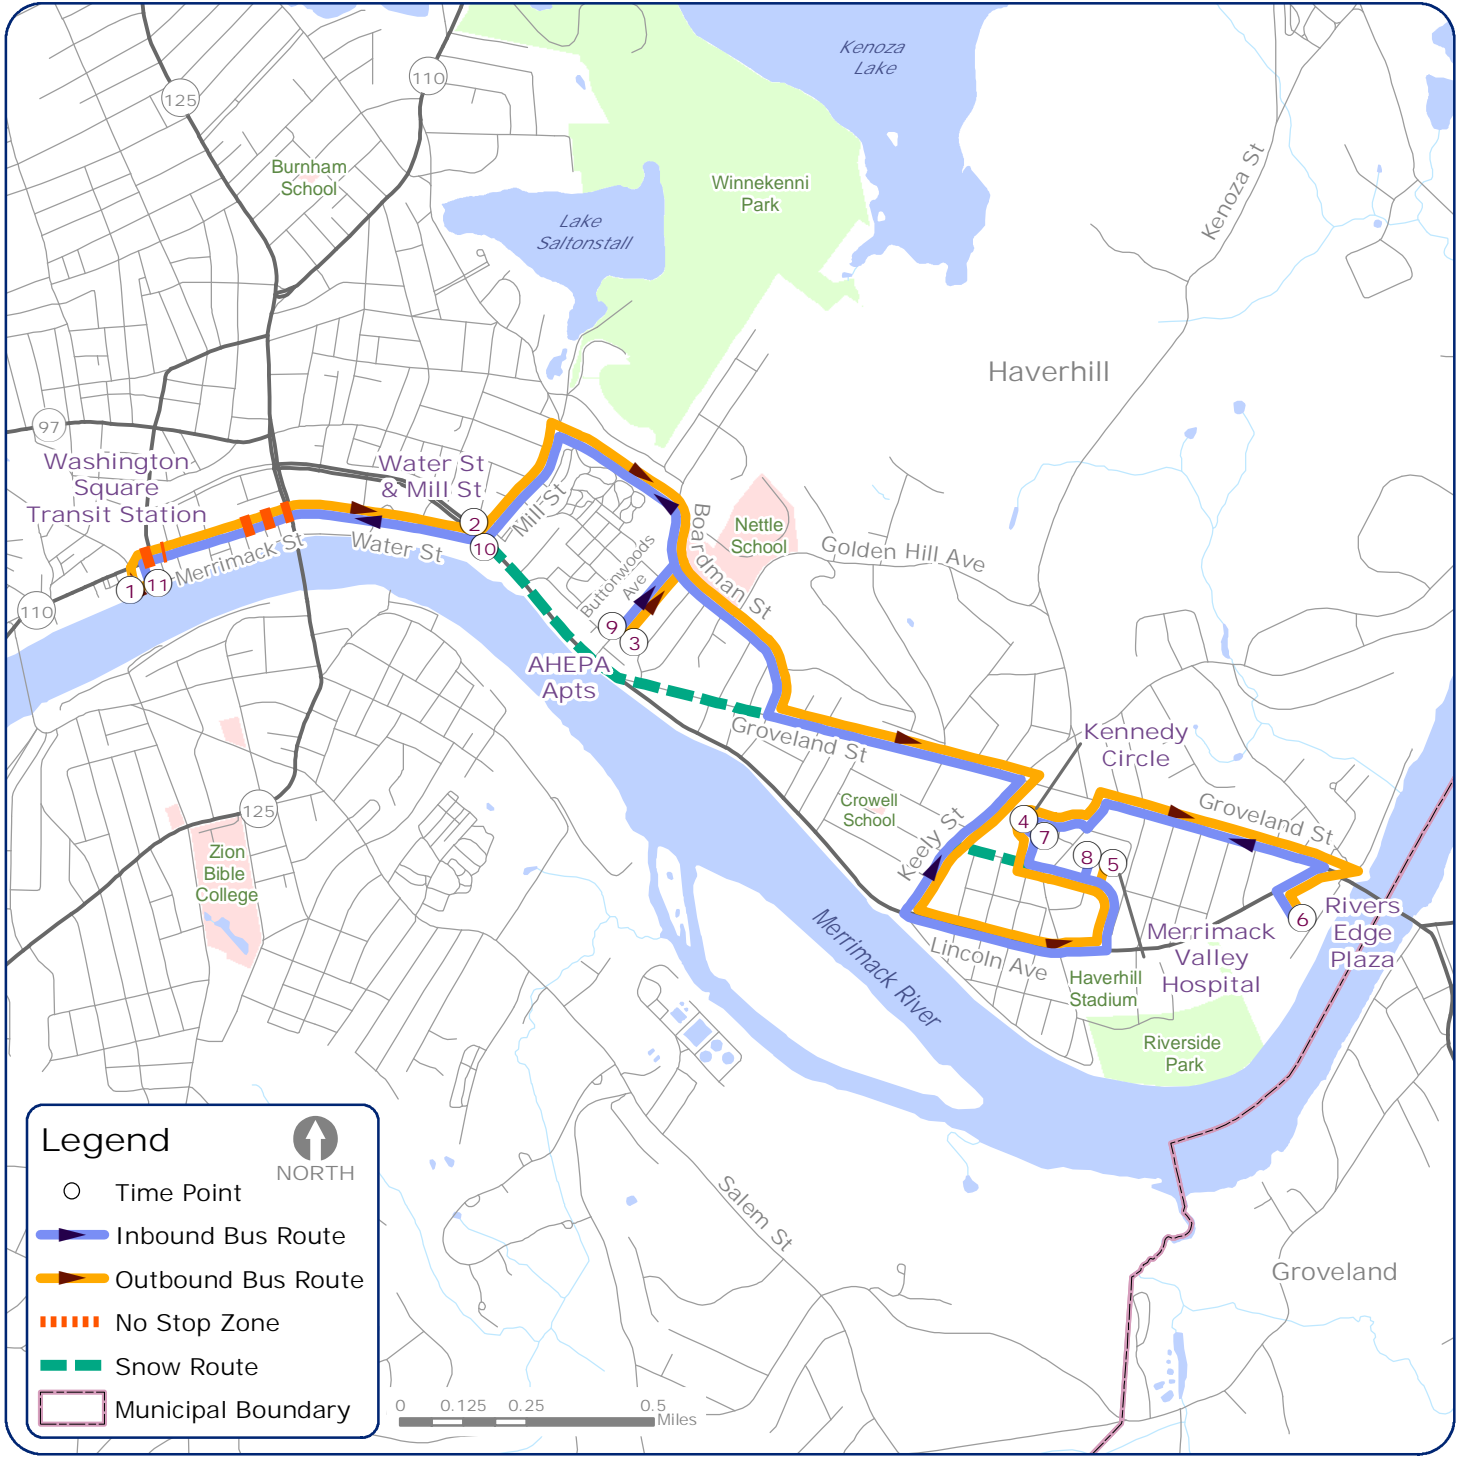 Kenoza
Lake
110
125
Burnham
School
Winnekenni
Park
Kenoza St
Lake
Saltonstall
Haverhill
97
Washington
Square
Transit Station
Water St
& Mill St
2
10
Mill St
Boardman St
Nettle
School
Golden Hill Ave
Merrimack St
Water St
Buttonwoods
Ave
1
11
110
9
3
AHEPA
Apts
Groveland St
Kennedy
Circle
Crowell
School
Keely St
4
7
8
5
Groveland St
125
Zion
Bible
College
6
Rivers
Edge
Plaza
Merrimack
Valley
Hospital
Lincoln Ave
Merrimack River
Haverhill
Stadium
Riverside
Park
Salem St
Groveland
Legend
NORTH
Time Point
Inbound Bus Route
Outbound Bus Route
No Stop Zone
Snow Route
Municipal Boundary
0 0.125 0.25 0.5
Miles